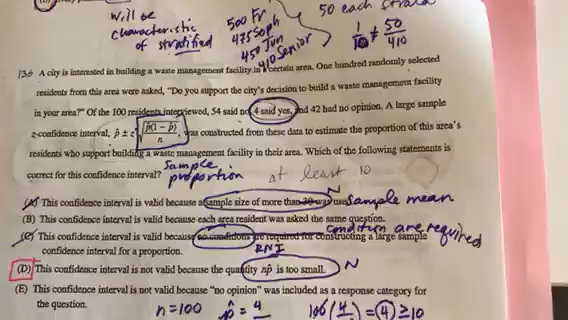 will be
characteristic
of stratified
500 Fr
475 Soph
450 Jun
410 Senior
50 each strata
1/10 ≠ 50/410
136 A city is interested in building a waste management facility in a certain area. One hundred randomly selected
residents from this area were asked, "Do you support the city's decision to build a waste management facility
in your area?" Of the 100 residents interviewed, 54 said no, 4 said yes, and 42 had no opinion. A large sample
z-confidence interval, p̂ ± z √(p̂(1 − p̂)/n), was constructed from these data to estimate the proportion of this area's
residents who support building a waste management facility in their area. Which of the following statements is
correct for this confidence interval?
Sample
proportion
at least 10
(A) This confidence interval is valid because a sample size of more than 30 was used.
Sample mean
N
(B) This confidence interval is valid because each area resident was asked the same question.
condition are required
(C) This confidence interval is valid because no conditions are required for constructing a large sample
confidence interval for a proportion.
RNI
(D) This confidence interval is not valid because the quantity np̂ is too small.
N
(E) This confidence interval is not valid because "no opinion" was included as a response category for
the question.
n=100
p̂ = 4
100(4/ ) = 4 ≥ 10